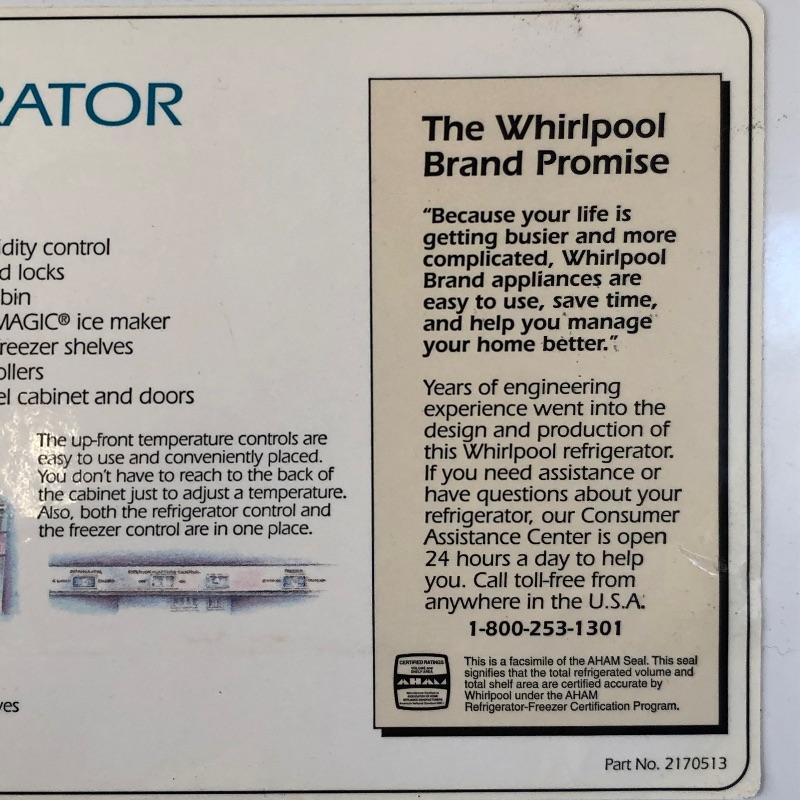 RATOR
idity control
d locks
bin
MAGIC® ice maker
reezer shelves
ollers
el cabinet and doors
The up-front temperature controls are
easy to use and conveniently placed.
You don't have to reach to the back of
the cabinet just to adjust a temperature.
Also, both the refrigerator control and
the freezer control are in one place.
ves
The Whirlpool
Brand Promise
“Because your life is
getting busier and more
complicated, Whirlpool
Brand appliances are
easy to use, save time,
and help you manage
your home better.”
Years of engineering
experience went into the
design and production of
this Whirlpool refrigerator.
If you need assistance or
have questions about your
refrigerator, our Consumer
Assistance Center is open
24 hours a day to help
you. Call toll-free from
anywhere in the U.S.A.
1-800-253-1301
CERTIFIED RATINGS
VOLUME AND
SHELF AREA
AHAM
This is a facsimile of the AHAM Seal. This seal
signifies that the total refrigerated volume and
total shelf area are certified accurate by
Whirlpool under the AHAM
Refrigerator-Freezer Certification Program.
Part No. 2170513